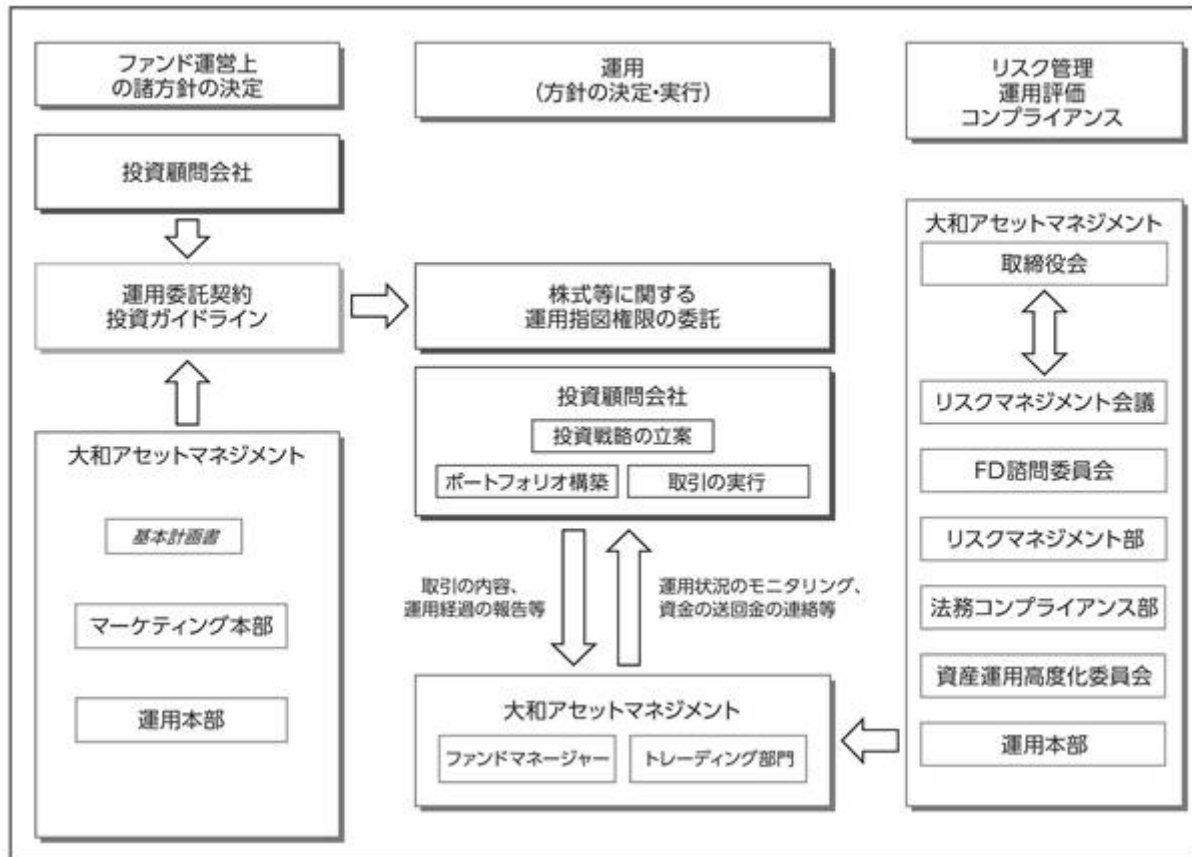 ファンド運営上
の諸方針の決定
運用
(方針の決定・実行)
リスク管理
運用評価
コンプライアンス
投資顧問会社
運用委託契約
投資ガイドライン
株式等に関する
運用指図権限の委託
大和アセットマネジメント
基本計画書
マーケティング本部
運用本部
投資顧問会社
投資戦略の立案
ポートフォリオ構築
取引の実行
取引の内容、
運用経過の報告等
運用状況のモニタリング、
資金の送回金の連絡等
大和アセットマネジメント
ファンドマネージャー
トレーディング部門
大和アセットマネジメント
取締役会
リスクマネジメント会議
FD諮問委員会
リスクマネジメント部
法務コンプライアンス部
資産運用高度化委員会
運用本部